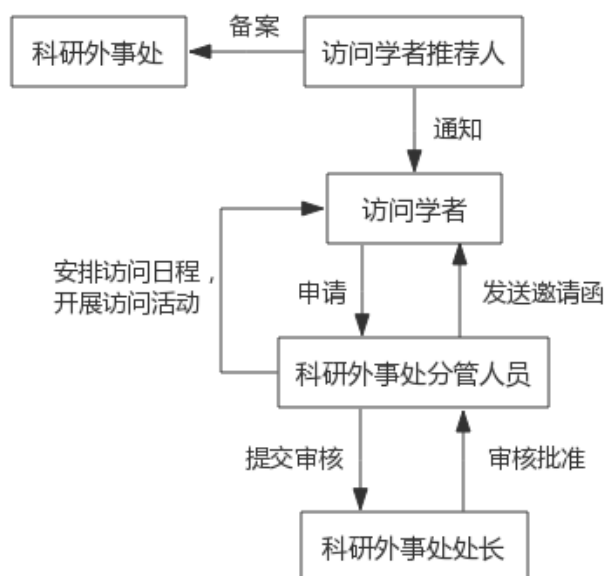 备案
科研外事处
访问学者推荐人
通知
访问学者
安排访问日程，
开展访问活动
申请
发送邀请函
科研外事处分管人员
提交审核
审核批准
科研外事处处长